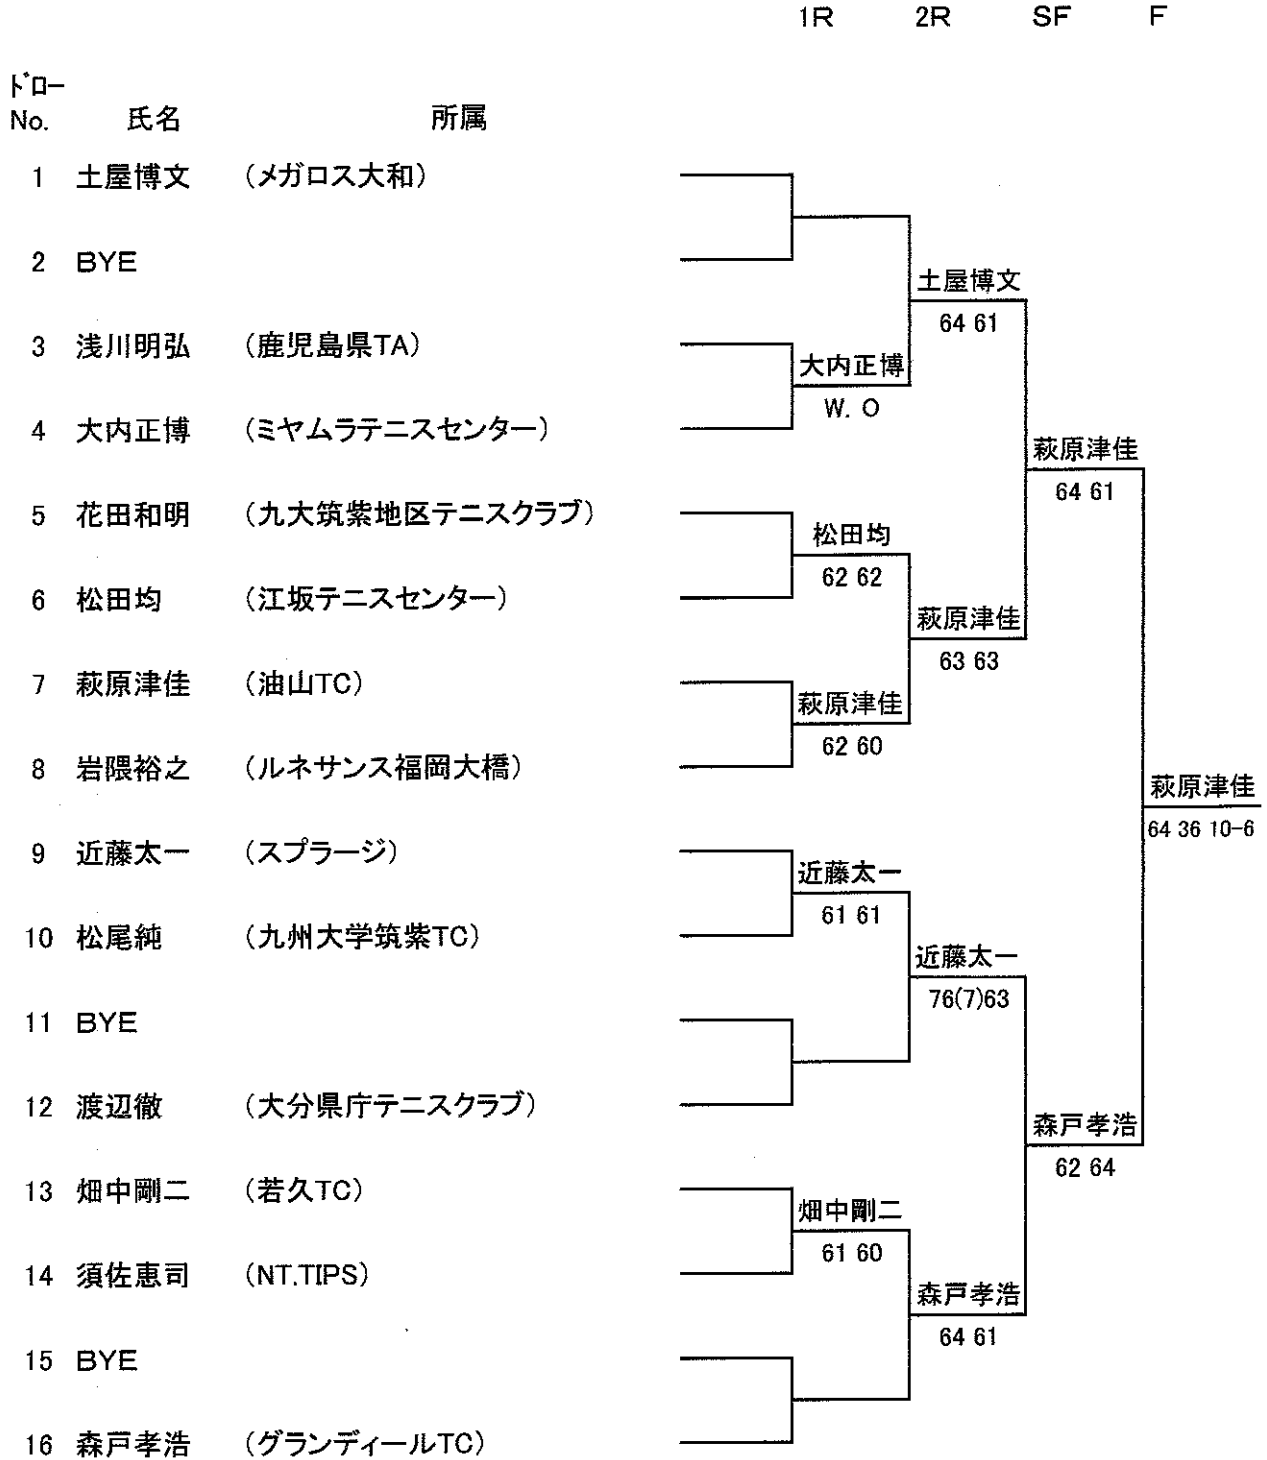 1R 2R SF F
ドロー
No. 氏名 所属
1 土屋博文 (メガロス大和)
2 BYE
土屋博文
64 61
3 浅川明弘 (鹿児島県TA)
大内正博
W. O
4 大内正博 (ミヤムラテニスセンター)
萩原津佳
64 61
5 花田和明 (九大筑紫地区テニスクラブ)
松田均
62 62
6 松田均 (江坂テニスセンター)
萩原津佳
63 63
7 萩原津佳 (油山TC)
萩原津佳
62 60
8 岩隈裕之 (ルネサンス福岡大橋)
萩原津佳
64 36 10-6
9 近藤太一 (スプラージ)
近藤太一
61 61
10 松尾純 (九州大学筑紫TC)
近藤太一
76(7)63
11 BYE
12 渡辺徹 (大分県庁テニスクラブ)
森戸孝浩
62 64
13 畑中剛二 (若久TC)
畑中剛二
61 60
14 須佐恵司 (NT.TIPS)
森戸孝浩
64 61
15 BYE
16 森戸孝浩 (グランディールTC)